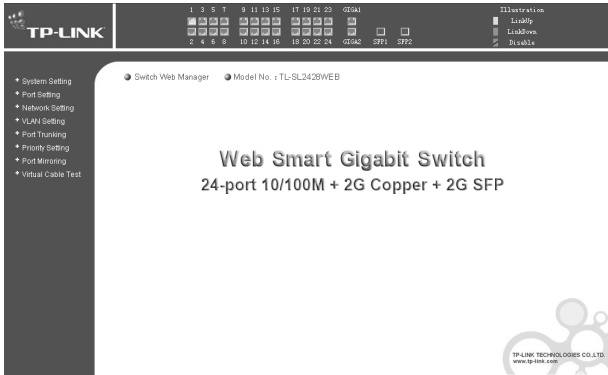 TP-LINK
1 3 5 7 9 11 13 15 17 19 21 23 GIGA1
2 4 6 8 10 12 14 16 18 20 22 24 GIGA2 SFP1 SFP2
Illustration
LinkUp
LinkDown
Disable
System Setting
Port Setting
Network Setting
VLAN Setting
Port Trunking
Priority Setting
Port Mirroring
Virtual Cable Test
Switch Web Manager Model No. : TL-SL2428WEB
Web Smart Gigabit Switch
24-port 10/100M + 2G Copper + 2G SFP
TP-LINK TECHNOLOGIES CO.,LTD.
www.tp-link.com